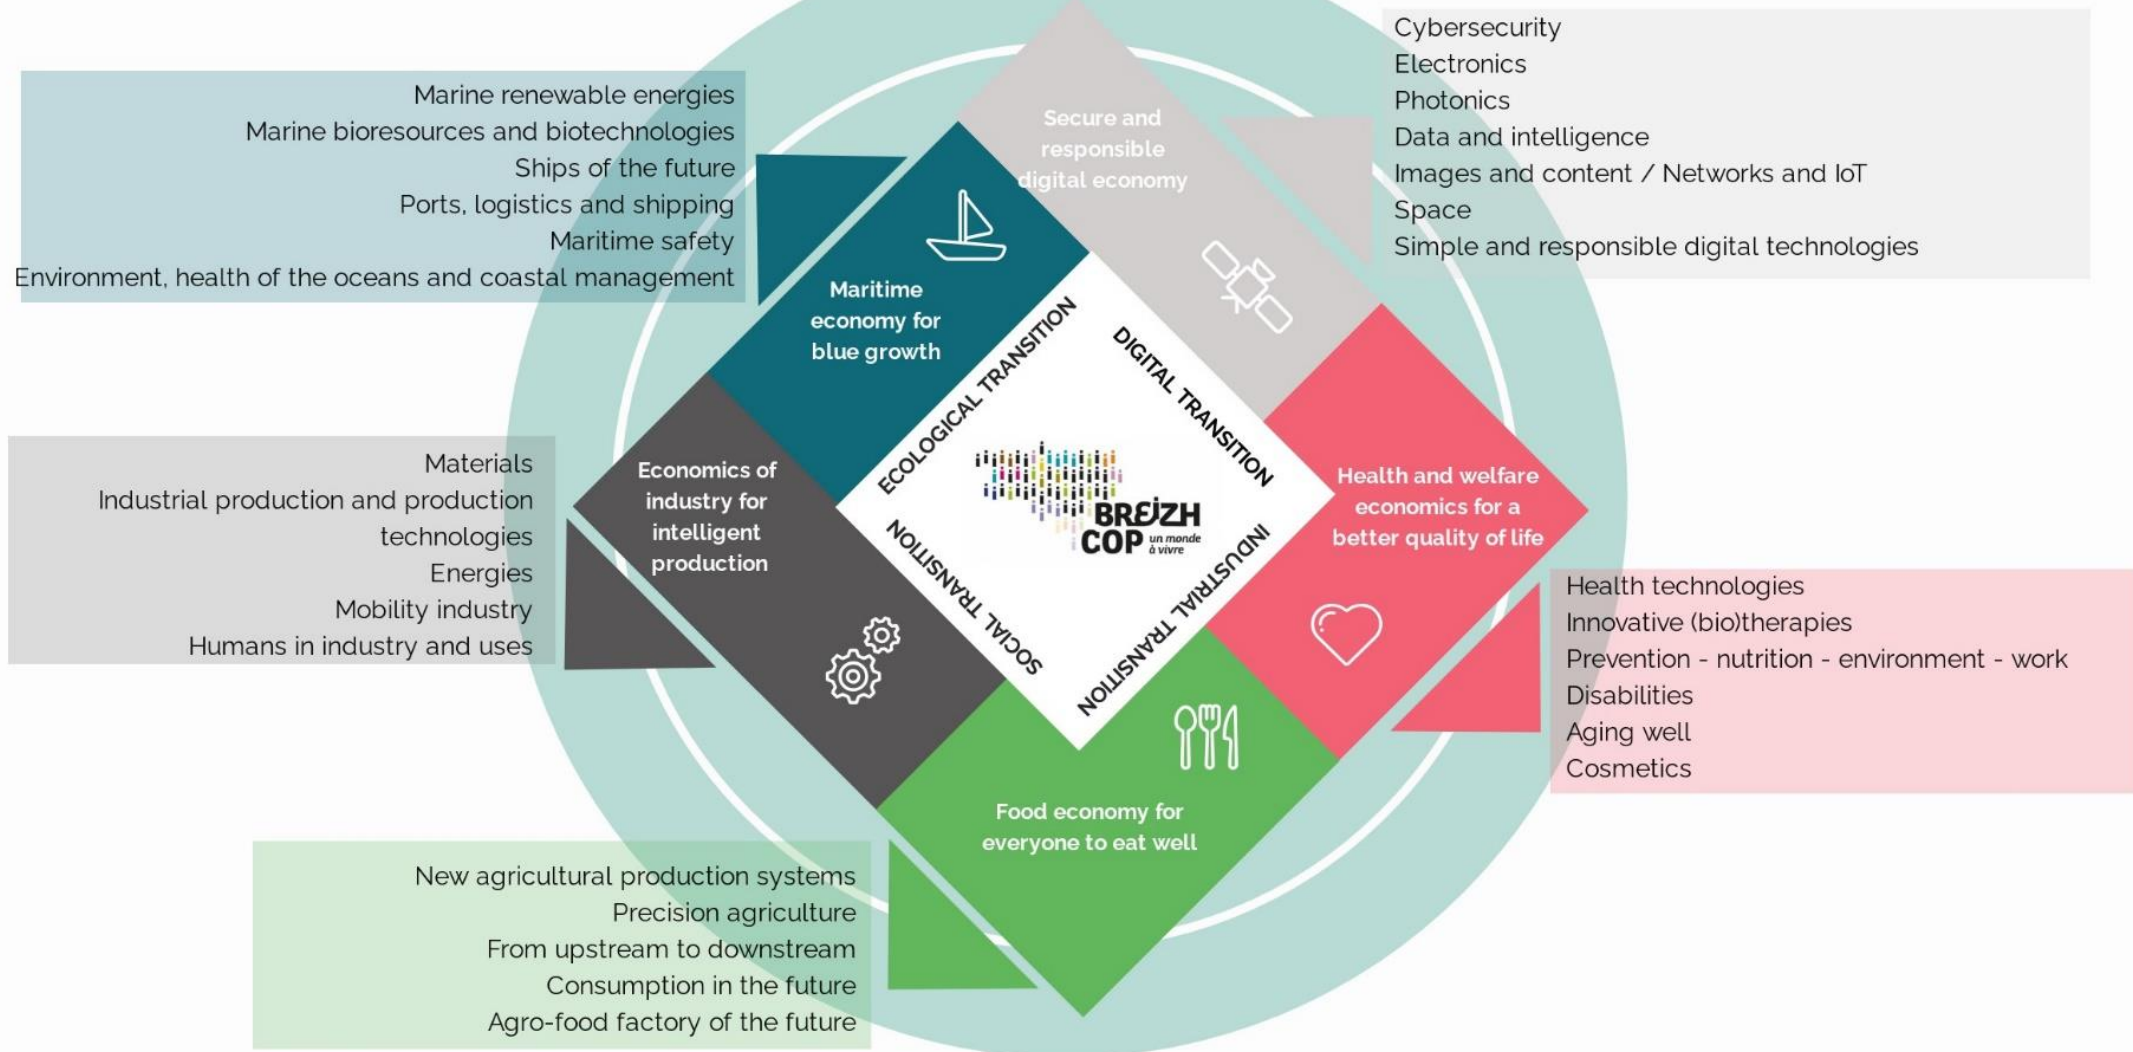 Marine renewable energies
Marine bioresources and biotechnologies
Ships of the future
Ports, logistics and shipping
Maritime safety
Environment, health of the oceans and coastal management
Cybersecurity
Electronics
Photonics
Data and intelligence
Images and content / Networks and IoT
Space
Simple and responsible digital technologies
Secure and
responsible
digital economy
Maritime
economy for
blue growth
ECOLOGICAL TRANSITION
DIGITAL TRANSITION
Materials
Industrial production and production
technologies
Energies
Mobility industry
Humans in industry and uses
Economics of
industry for
intelligent
production
BREIZH
COP un monde
à vivre
Health and welfare
economics for a
better quality of life
SOCIAL TRANSITION
INDUSTRIAL TRANSITION
Health technologies
Innovative (bio)therapies
Prevention - nutrition - environment - work
Disabilities
Aging well
Cosmetics
Food economy for
everyone to eat well
New agricultural production systems
Precision agriculture
From upstream to downstream
Consumption in the future
Agro-food factory of the future